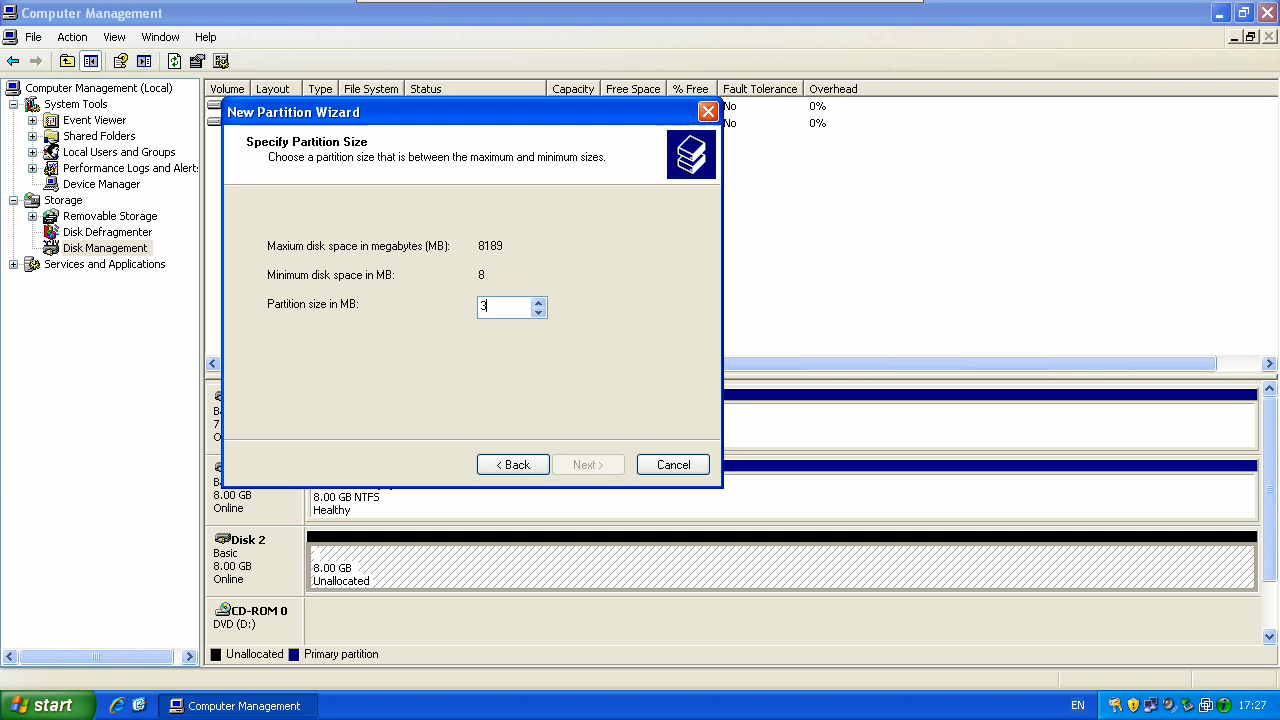 Computer Management
File Action View Window Help
Computer Management (Local)
System Tools
Event Viewer
Shared Folders
Local Users and Groups
Performance Logs and Alert:
Device Manager
Storage
Removable Storage
Disk Defragmenter
Disk Management
Services and Applications
Volume Layout Type File System Status Capacity Free Space % Free Fault Tolerance Overhead
No 0%
No 0%
New Partition Wizard
Specify Partition Size
Choose a partition size that is between the maximum and minimum sizes.
Maxium disk space in megabytes (MB): 8189
Minimum disk space in MB: 8
Partition size in MB: 3
< Back Next > Cancel
Ba
7
O
Ba
8.00 GB
Online
8.00 GB NTFS
Healthy
Disk 2
Basic
8.00 GB
Online
8.00 GB
Unallocated
CD-ROM 0
DVD (D:)
Unallocated Primary partition
start Computer Management EN 17:27